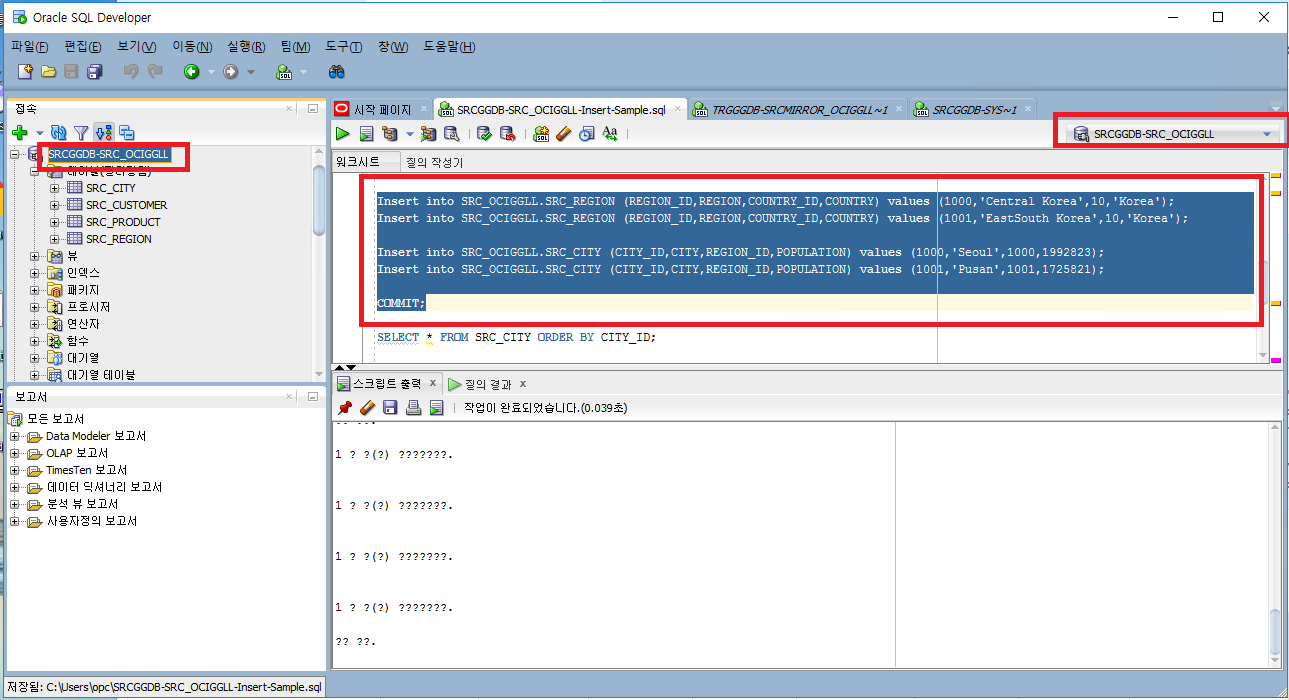 Oracle SQL Developer
파일(F) 편집(E) 보기(V) 이동(N) 실행(R) 팀(M) 도구(T) 창(W) 도움말(H)
접속
SRCGGDB-SRC_OCIGGLL
테이블(필터링됨)
SRC_CITY
SRC_CUSTOMER
SRC_PRODUCT
SRC_REGION
뷰
인덱스
패키지
프로시저
연산자
함수
대기열
대기열 테이블
보고서
모든 보고서
Data Modeler 보고서
OLAP 보고서
TimesTen 보고서
데이터 딕셔너리 보고서
분석 뷰 보고서
사용자정의 보고서
시작 페이지 SRCGGDB-SRC_OCIGGLL-Insert-Sample.sql TRGGGDB-SRCMIRROR_OCIGGLL~1 SRCGGDB-SYS~1
SRCGGDB-SRC_OCIGGLL
워크시트 질의 작성기
Insert into SRC_OCIGGLL.SRC_REGION (REGION_ID,REGION,COUNTRY_ID,COUNTRY) values (1000,'Central Korea',10,'Korea');
Insert into SRC_OCIGGLL.SRC_REGION (REGION_ID,REGION,COUNTRY_ID,COUNTRY) values (1001,'EastSouth Korea',10,'Korea');
Insert into SRC_OCIGGLL.SRC_CITY (CITY_ID,CITY,REGION_ID,POPULATION) values (1000,'Seoul',1000,1992823);
Insert into SRC_OCIGGLL.SRC_CITY (CITY_ID,CITY,REGION_ID,POPULATION) values (1001,'Pusan',1001,1725821);
COMMIT;
SELECT * FROM SRC_CITY ORDER BY CITY_ID;
스크립트 출력 x 질의 결과 x
작업이 완료되었습니다.(0.039초)
1 ? ?(?) ???????.
1 ? ?(?) ???????.
1 ? ?(?) ???????.
1 ? ?(?) ???????.
?? ??.
저장됨: C:\Users\opc\SRCGGDB-SRC_OCIGGLL-Insert-Sample.sql